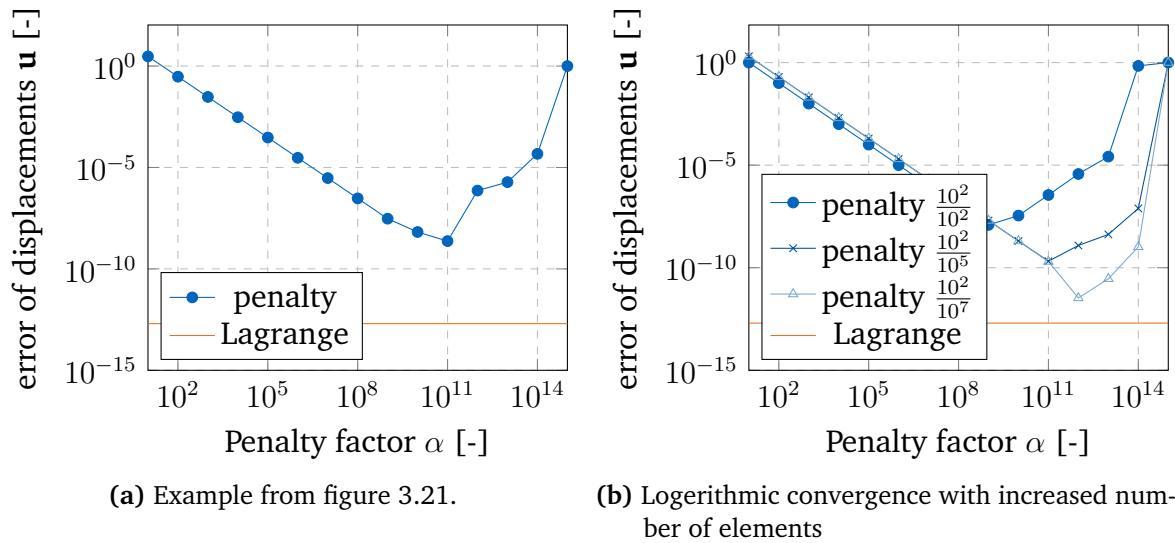 error of displacements u [-]
10^0
10^-5
10^-10
10^-15
penalty
Lagrange
10^2
10^5
10^8
10^11
10^14
Penalty factor α [-]
(a) Example from figure 3.21.
error of displacements u [-]
10^0
10^-5
10^-10
10^-15
penalty 10^2/10^2
penalty 10^2/10^5
penalty 10^2/10^7
Lagrange
10^2
10^5
10^8
10^11
10^14
Penalty factor α [-]
(b) Logerithmic convergence with increased num-
ber of elements